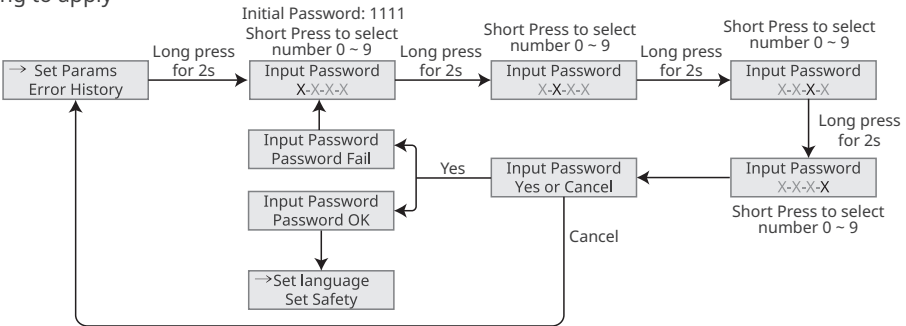 ng to apply
Initial Password: 1111
Short Press to select
number 0 ~ 9
Long press
for 2s
→ Set Params
Error History
Input Password
X-X-X-X
Long press
for 2s
Short Press to select
number 0 ~ 9
Input Password
X-X-X-X
Long press
for 2s
Short Press to select
number 0 ~ 9
Input Password
X-X-X-X
Long press
for 2s
Input Password
X-X-X-X
Short Press to select
number 0 ~ 9
Input Password
Yes or Cancel
Yes
Cancel
Input Password
Password Fail
Input Password
Password OK
→Set language
Set Safety